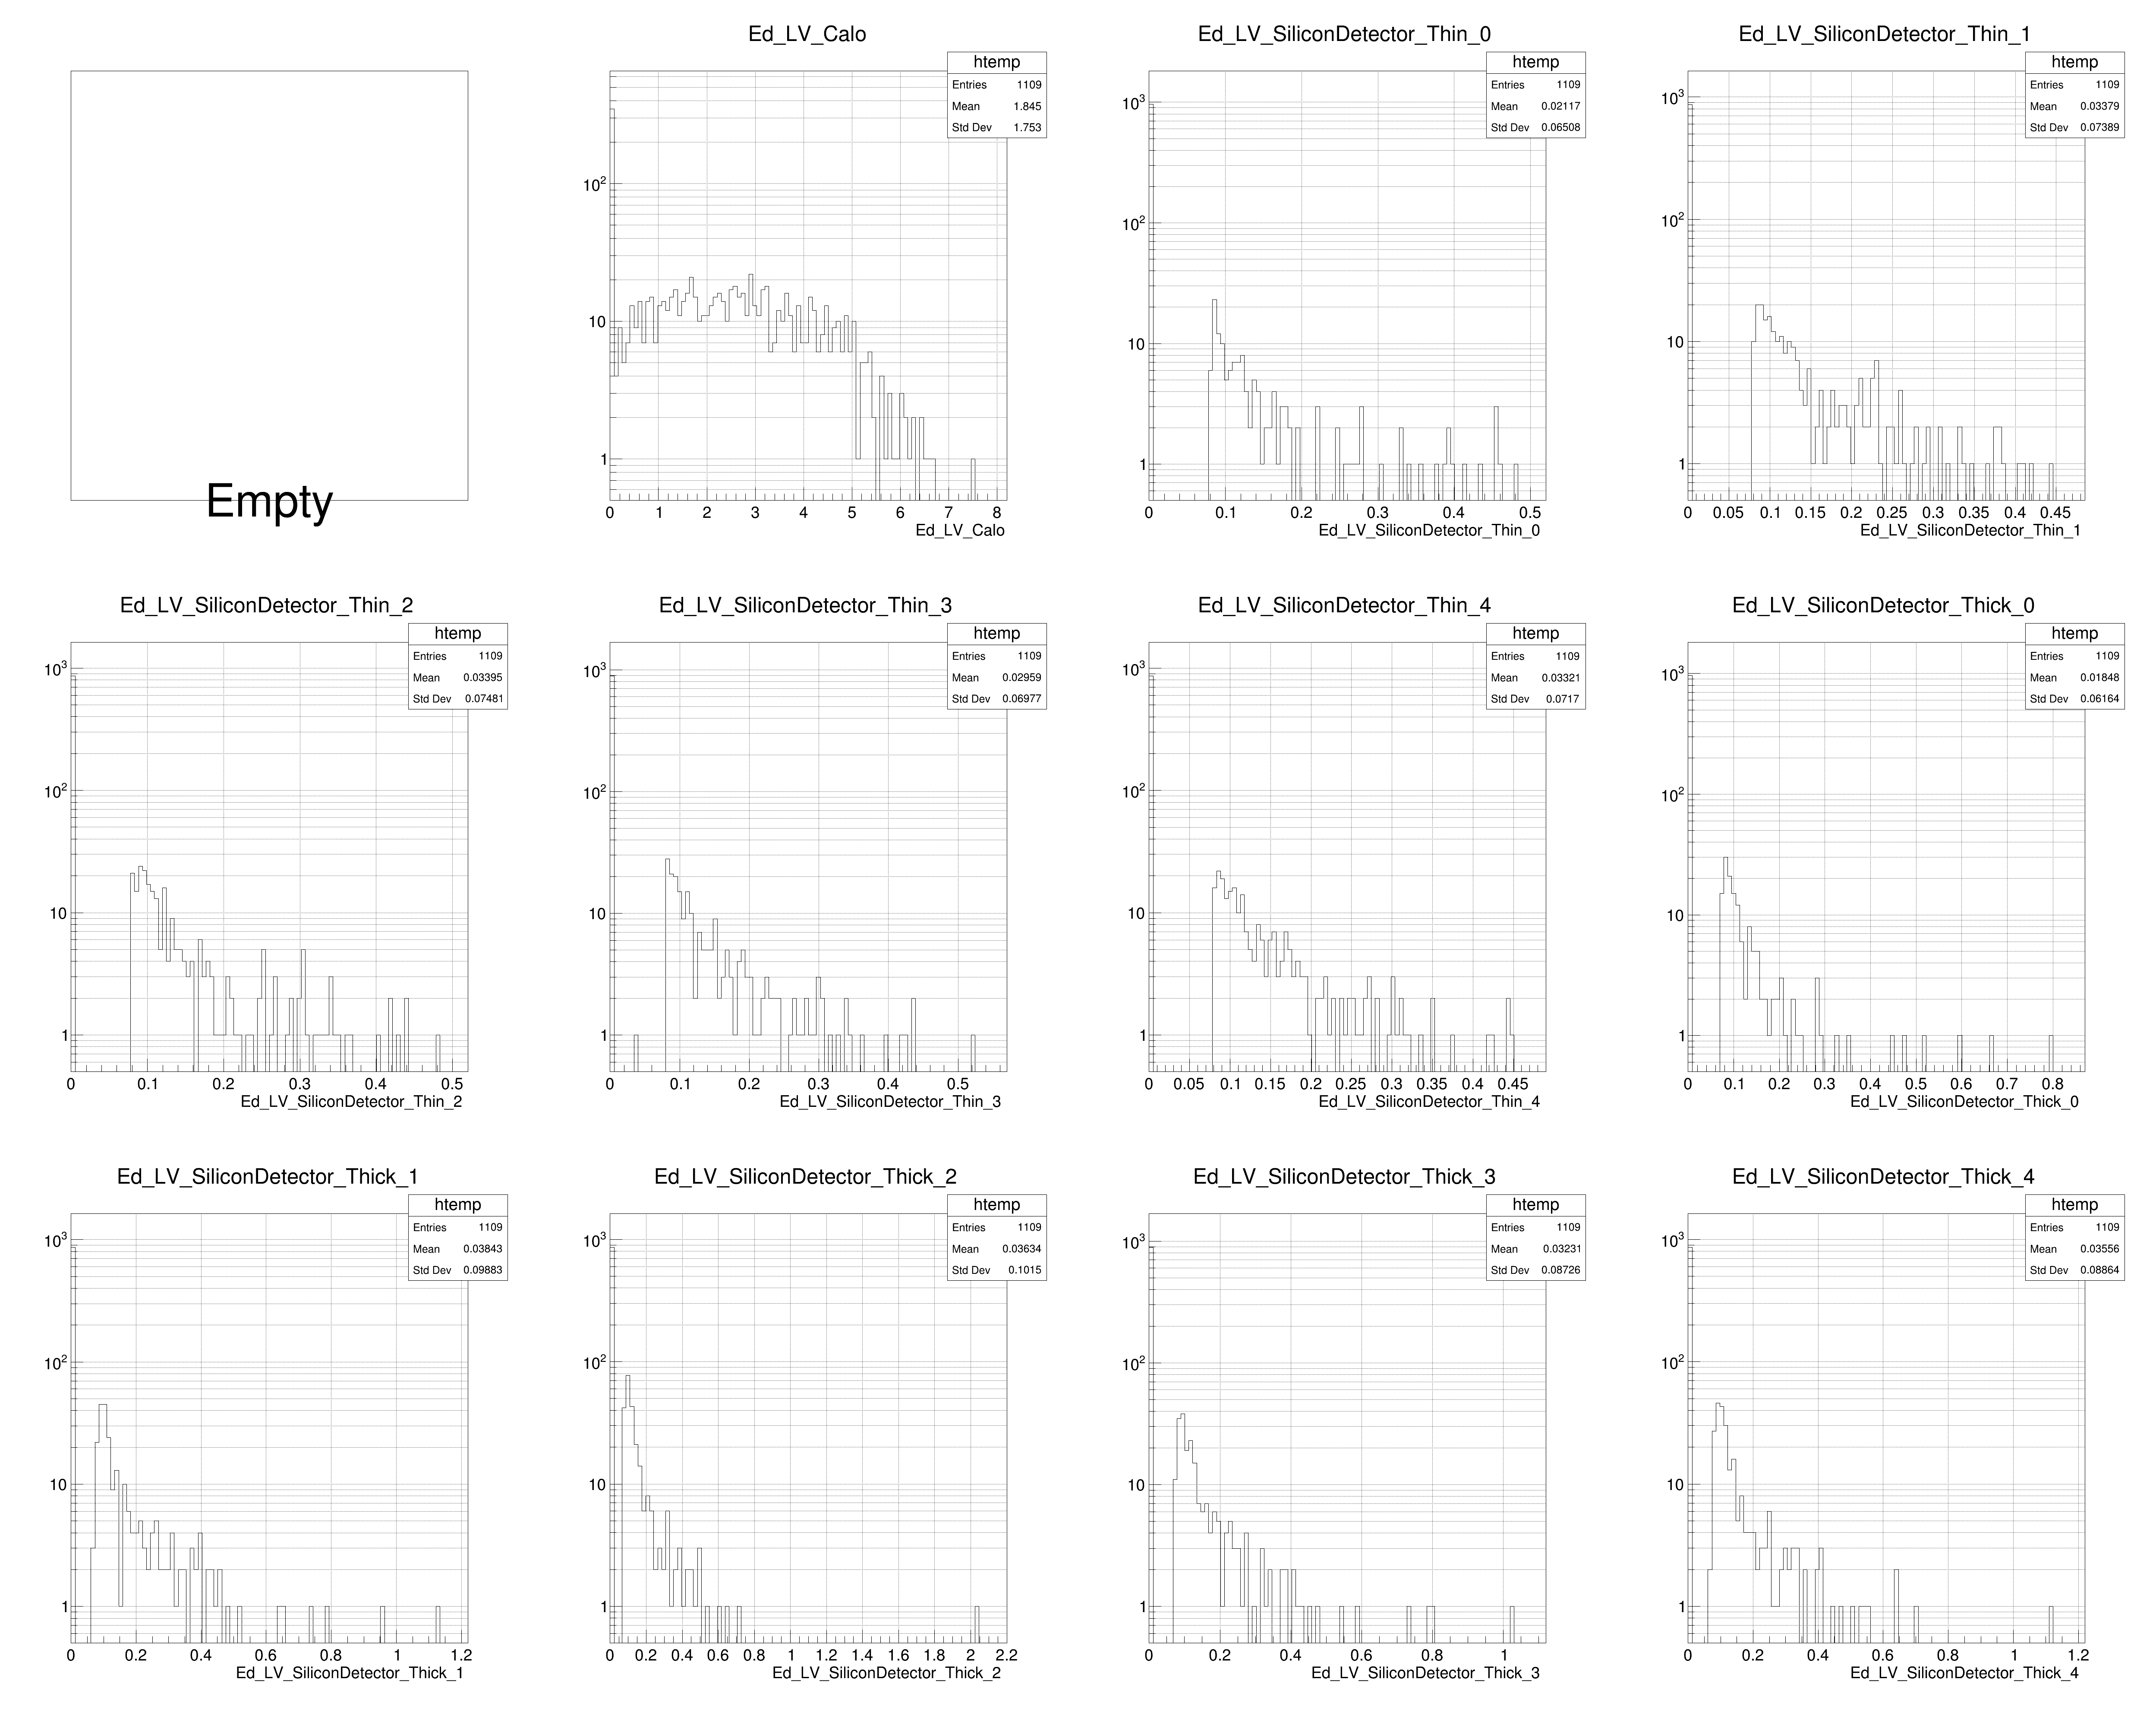 Empty
Ed_LV_Calo
htemp
Entries 1109
Mean 1.845
Std Dev 1.753
10²
10
1
0 1 2 3 4 5 6 7 8
Ed_LV_Calo
Ed_LV_SiliconDetector_Thin_0
htemp
Entries 1109
Mean 0.02117
Std Dev 0.06508
10³
10²
10
1
0 0.1 0.2 0.3 0.4 0.5
Ed_LV_SiliconDetector_Thin_0
Ed_LV_SiliconDetector_Thin_1
htemp
Entries 1109
Mean 0.03379
Std Dev 0.07389
10³
10²
10
1
0 0.05 0.1 0.15 0.2 0.25 0.3 0.35 0.4 0.45
Ed_LV_SiliconDetector_Thin_1
Ed_LV_SiliconDetector_Thin_2
htemp
Entries 1109
Mean 0.03395
Std Dev 0.07481
10³
10²
10
1
0 0.1 0.2 0.3 0.4 0.5
Ed_LV_SiliconDetector_Thin_2
Ed_LV_SiliconDetector_Thin_3
htemp
Entries 1109
Mean 0.02959
Std Dev 0.06977
10³
10²
10
1
0 0.1 0.2 0.3 0.4 0.5
Ed_LV_SiliconDetector_Thin_3
Ed_LV_SiliconDetector_Thin_4
htemp
Entries 1109
Mean 0.03321
Std Dev 0.0717
10³
10²
10
1
0 0.05 0.1 0.15 0.2 0.25 0.3 0.35 0.4 0.45
Ed_LV_SiliconDetector_Thin_4
Ed_LV_SiliconDetector_Thick_0
htemp
Entries 1109
Mean 0.01848
Std Dev 0.06164
10³
10²
10
1
0 0.1 0.2 0.3 0.4 0.5 0.6 0.7 0.8
Ed_LV_SiliconDetector_Thick_0
Ed_LV_SiliconDetector_Thick_1
htemp
Entries 1109
Mean 0.03843
Std Dev 0.09883
10³
10²
10
1
0 0.2 0.4 0.6 0.8 1 1.2
Ed_LV_SiliconDetector_Thick_1
Ed_LV_SiliconDetector_Thick_2
htemp
Entries 1109
Mean 0.03634
Std Dev 0.1015
10³
10²
10
1
0 0.2 0.4 0.6 0.8 1 1.2 1.4 1.6 1.8 2 2.2
Ed_LV_SiliconDetector_Thick_2
Ed_LV_SiliconDetector_Thick_3
htemp
Entries 1109
Mean 0.03231
Std Dev 0.08726
10³
10²
10
1
0 0.2 0.4 0.6 0.8 1
Ed_LV_SiliconDetector_Thick_3
Ed_LV_SiliconDetector_Thick_4
htemp
Entries 1109
Mean 0.03556
Std Dev 0.08864
10³
10²
10
1
0 0.2 0.4 0.6 0.8 1 1.2
Ed_LV_SiliconDetector_Thick_4